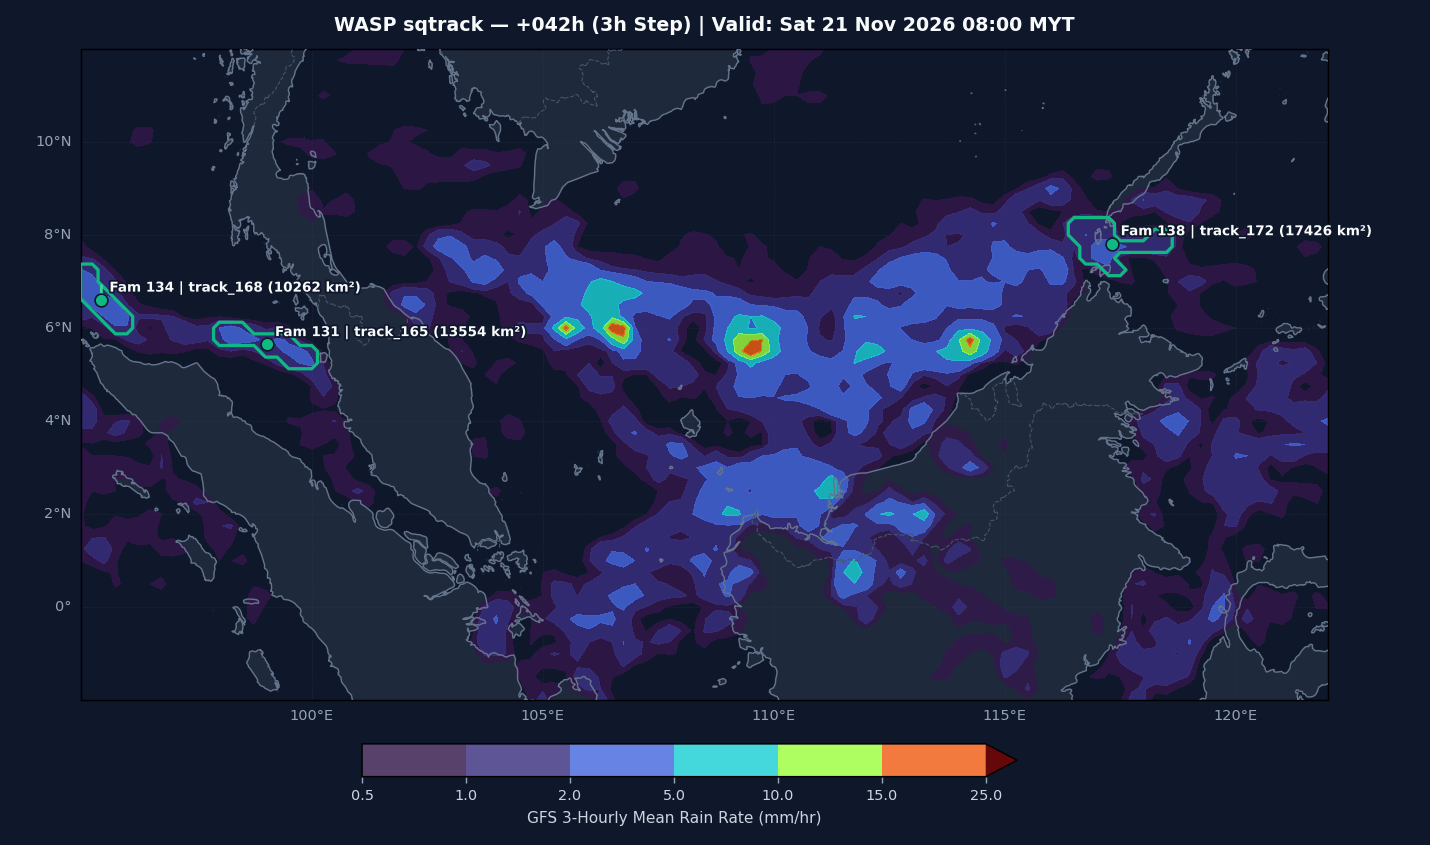 WASP sqtrack — +042h (3h Step) | Valid: Sat 21 Nov 2026 08:00 MYT
10°N
8°N
6°N
4°N
2°N
0°
Fam 138 | track_172 (17426 km²)
Fam 134 | track_168 (10262 km²)
Fam 131 | track_165 (13554 km²)
100°E 105°E 110°E 115°E 120°E
0.5 1.0 2.0 5.0 10.0 15.0 25.0
GFS 3-Hourly Mean Rain Rate (mm/hr)